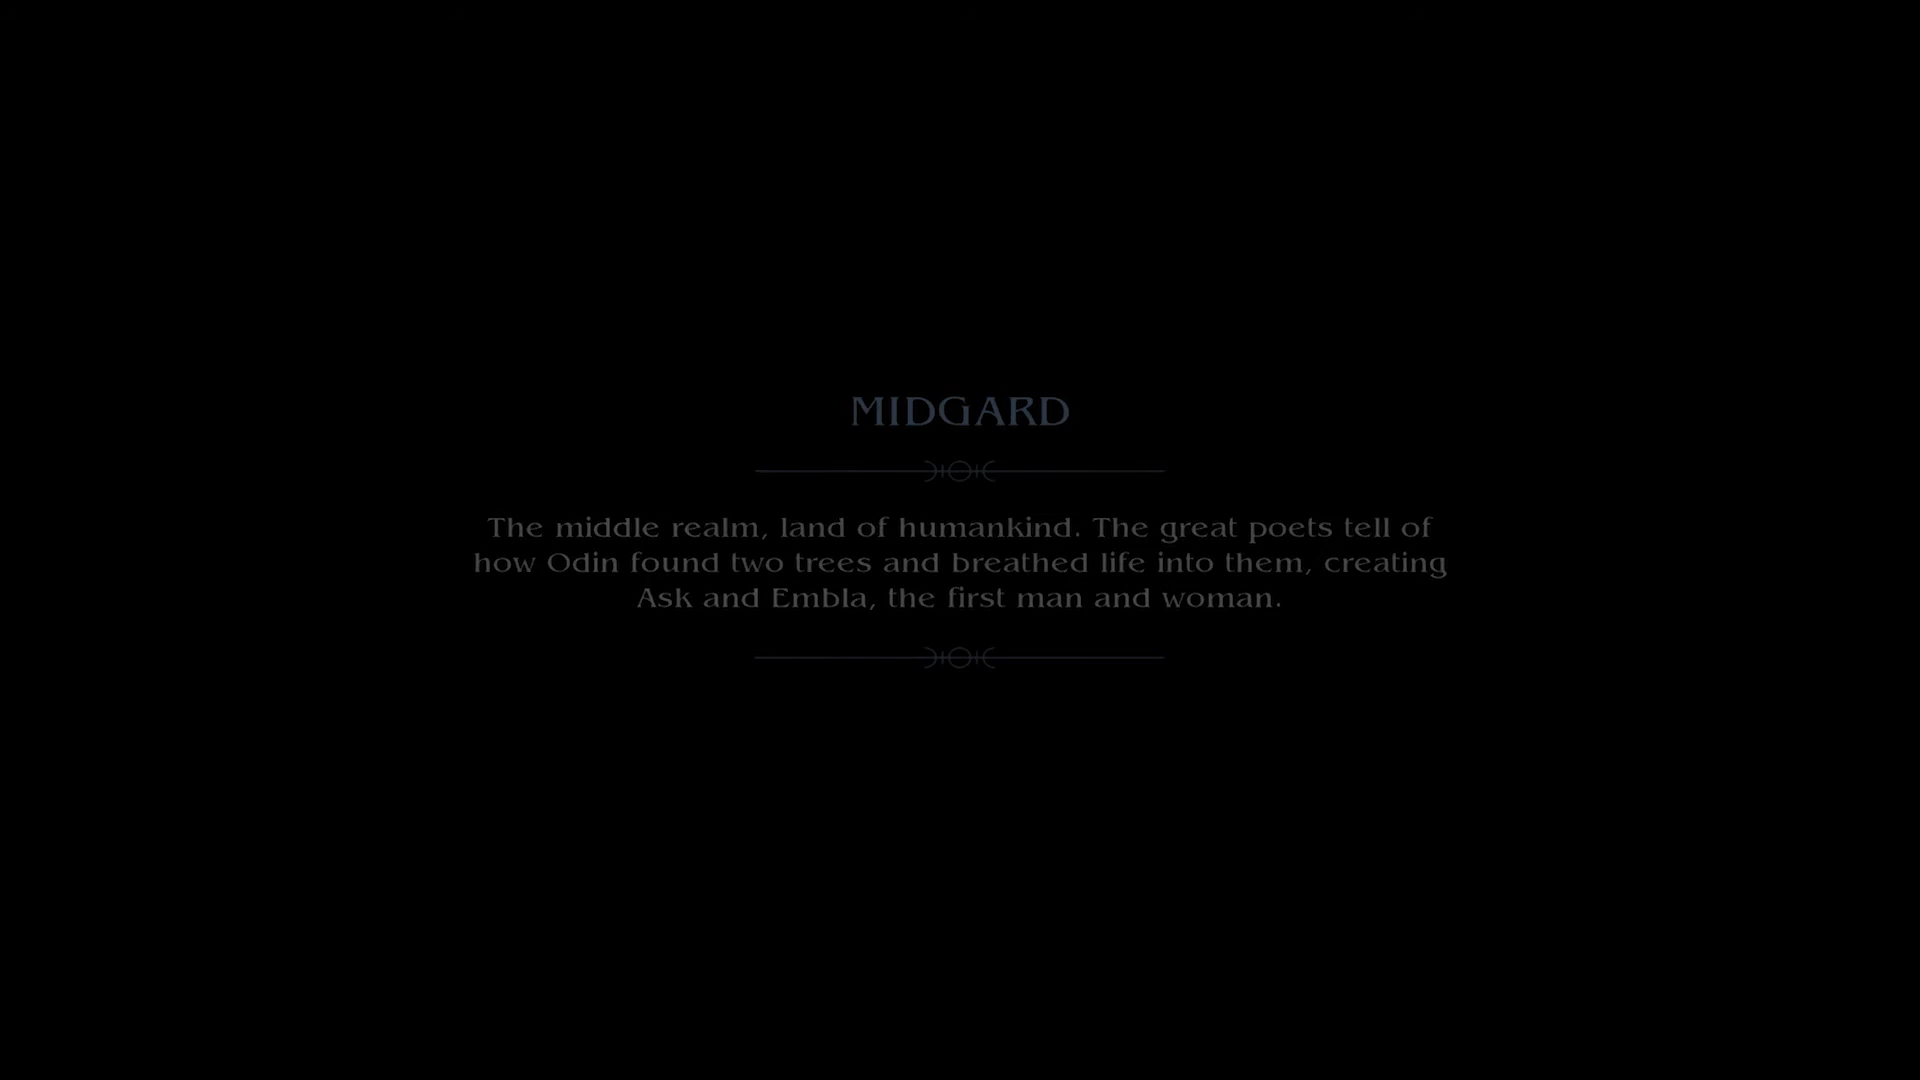 MIDGARD
The middle realm, land of humankind. The great poets tell of
how Odin found two trees and breathed life into them, creating
Ask and Embla, the first man and woman.